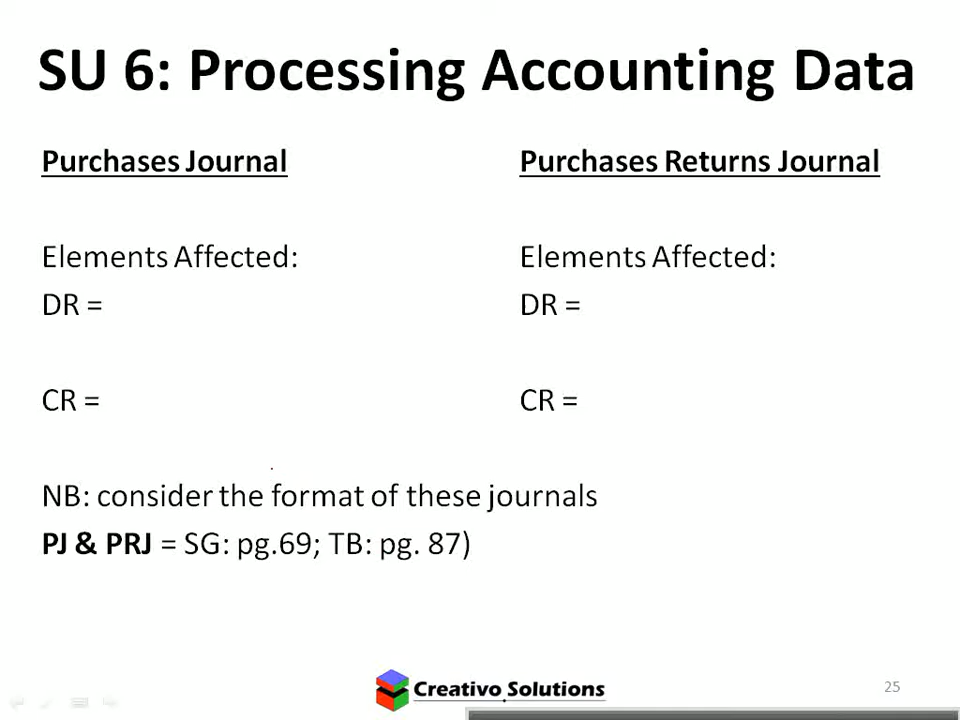 SU 6: Processing Accounting Data
Purchases Journal
Elements Affected:
DR =
CR =
Purchases Returns Journal
Elements Affected:
DR =
CR =
NB: consider the format of these journals
PJ & PRJ = SG: pg.69; TB: pg. 87)
Creativo Solutions
25